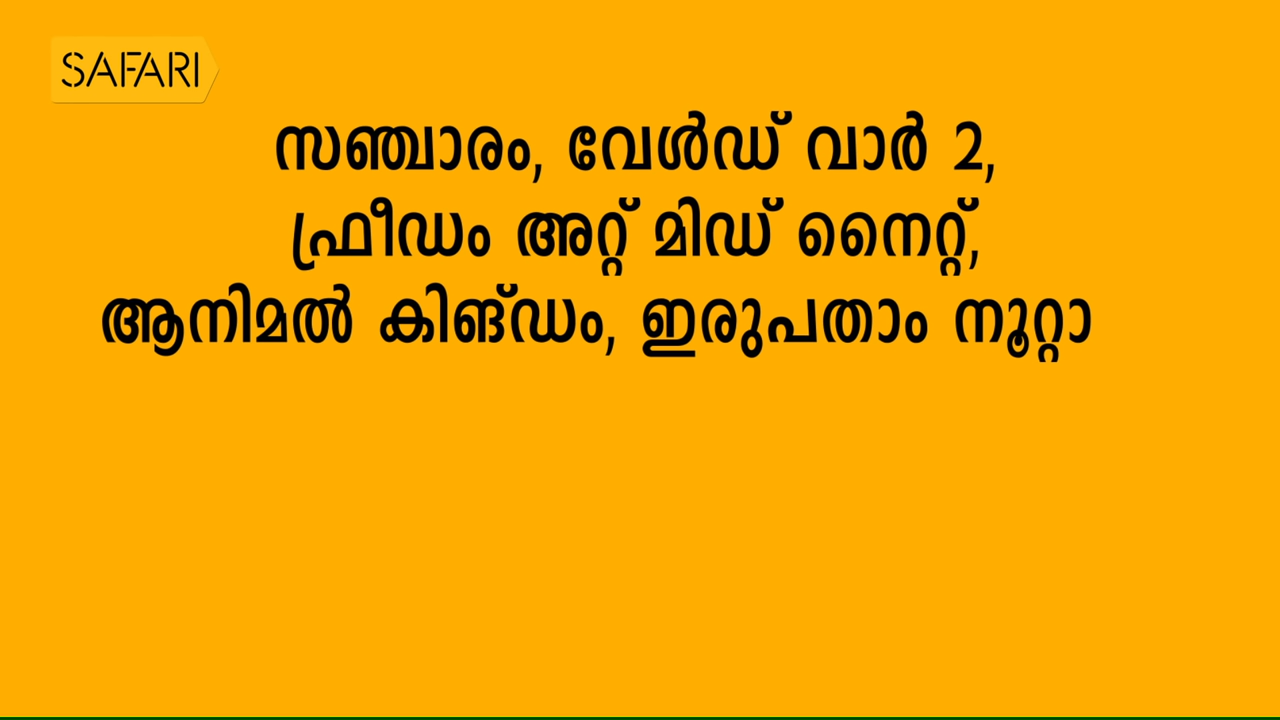 SAFARI
സഞ്ചാരം, വേൾഡ് വാർ 2,
ഫ്രീഡം അറ്റ് മിഡ് നൈറ്റ്,
ആനിമൽ കിങ്ഡം, ഇരുപതാം നൂറ്റാ